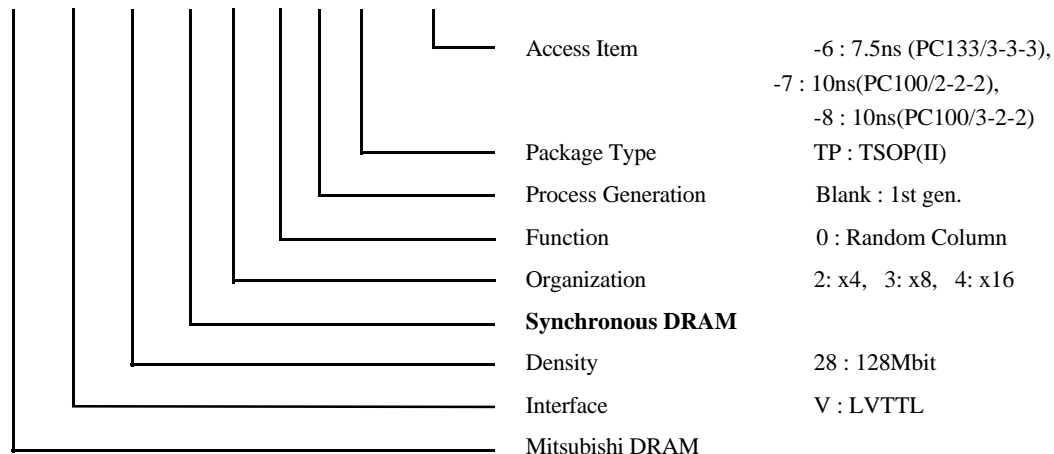 Access Item -6 : 7.5ns (PC133/3-3-3),
-7 : 10ns(PC100/2-2-2),
-8 : 10ns(PC100/3-2-2)
Package Type TP : TSOP(II)
Process Generation Blank : 1st gen.
Function 0 : Random Column
Organization 2: x4, 3: x8, 4: x16
Synchronous DRAM
Density 28 : 128Mbit
Interface V : LVTTL
Mitsubishi DRAM